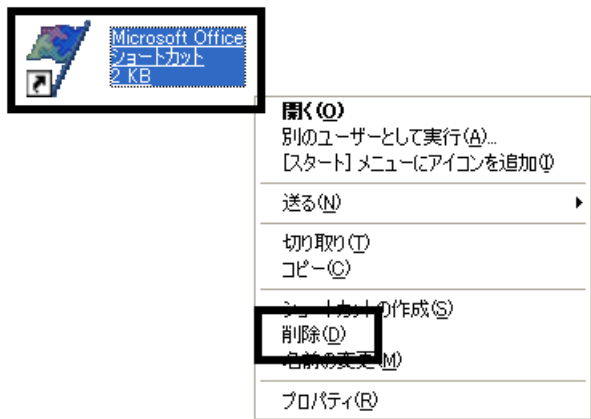 Microsoft Office
ショートカット
2 KB
開く(O)
別のユーザーとして実行(A)...
[スタート] メニューにアイコンを追加(I)
送る(N)
切り取り(T)
コピー(C)
ショートカットの作成(S)
削除(D)
名前の変更(M)
プロパティ(R)